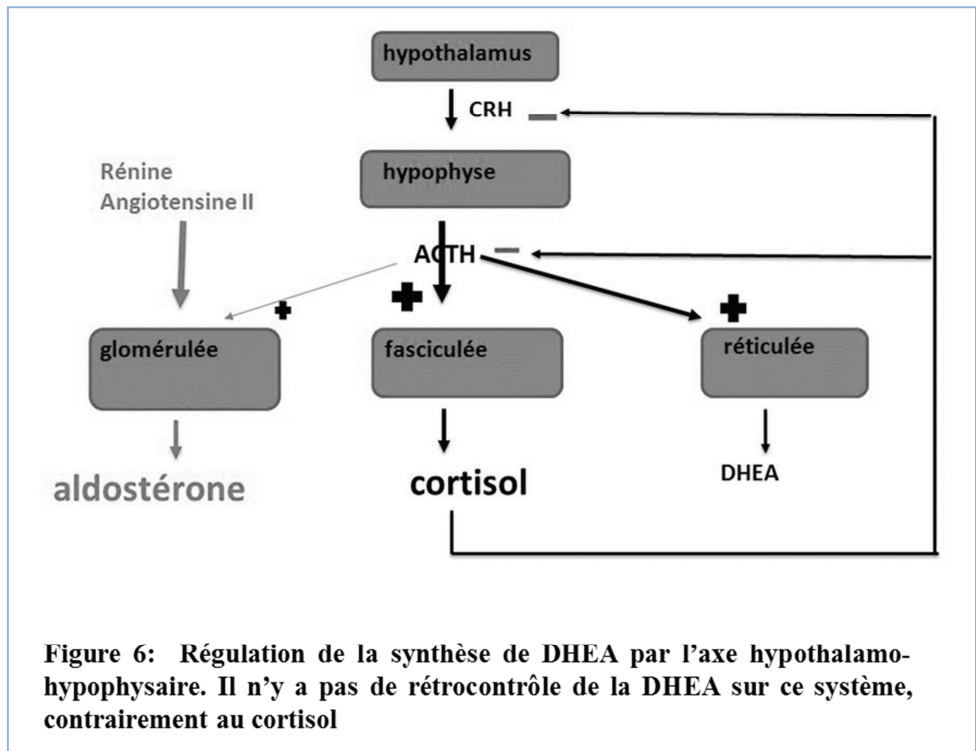 hypothalamus
CRH
hypophyse
Rénine
Angiotensine II
ACTH
glomérulée
fasciculée
réticulée
aldostérone
cortisol
DHEA
Figure 6: Régulation de la synthèse de DHEA par l’axe hypothalamo-
hypophysaire. Il n’y a pas de rétrocontrôle de la DHEA sur ce système,
contrairement au cortisol